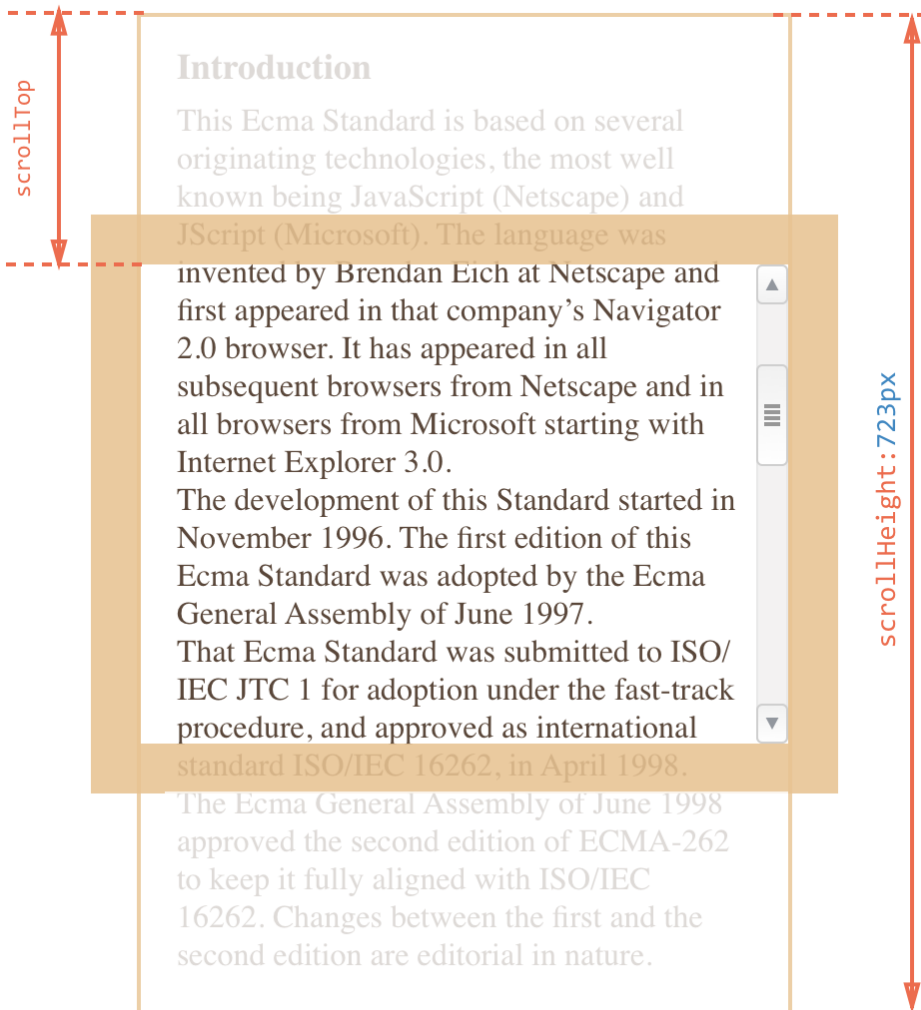 scrollTop
Introduction
This Ecma Standard is based on several
originating technologies, the most well
known being JavaScript (Netscape) and
JScript (Microsoft). The language was
invented by Brendan Eich at Netscape and
first appeared in that company’s Navigator
2.0 browser. It has appeared in all
subsequent browsers from Netscape and in
all browsers from Microsoft starting with
Internet Explorer 3.0.
The development of this Standard started in
November 1996. The first edition of this
Ecma Standard was adopted by the Ecma
General Assembly of June 1997.
That Ecma Standard was submitted to ISO/
IEC JTC 1 for adoption under the fast-track
procedure, and approved as international
standard ISO/IEC 16262, in April 1998.
The Ecma General Assembly of June 1998
approved the second edition of ECMA-262
to keep it fully aligned with ISO/IEC
16262. Changes between the first and the
second edition are editorial in nature.
scrollHeight:723px